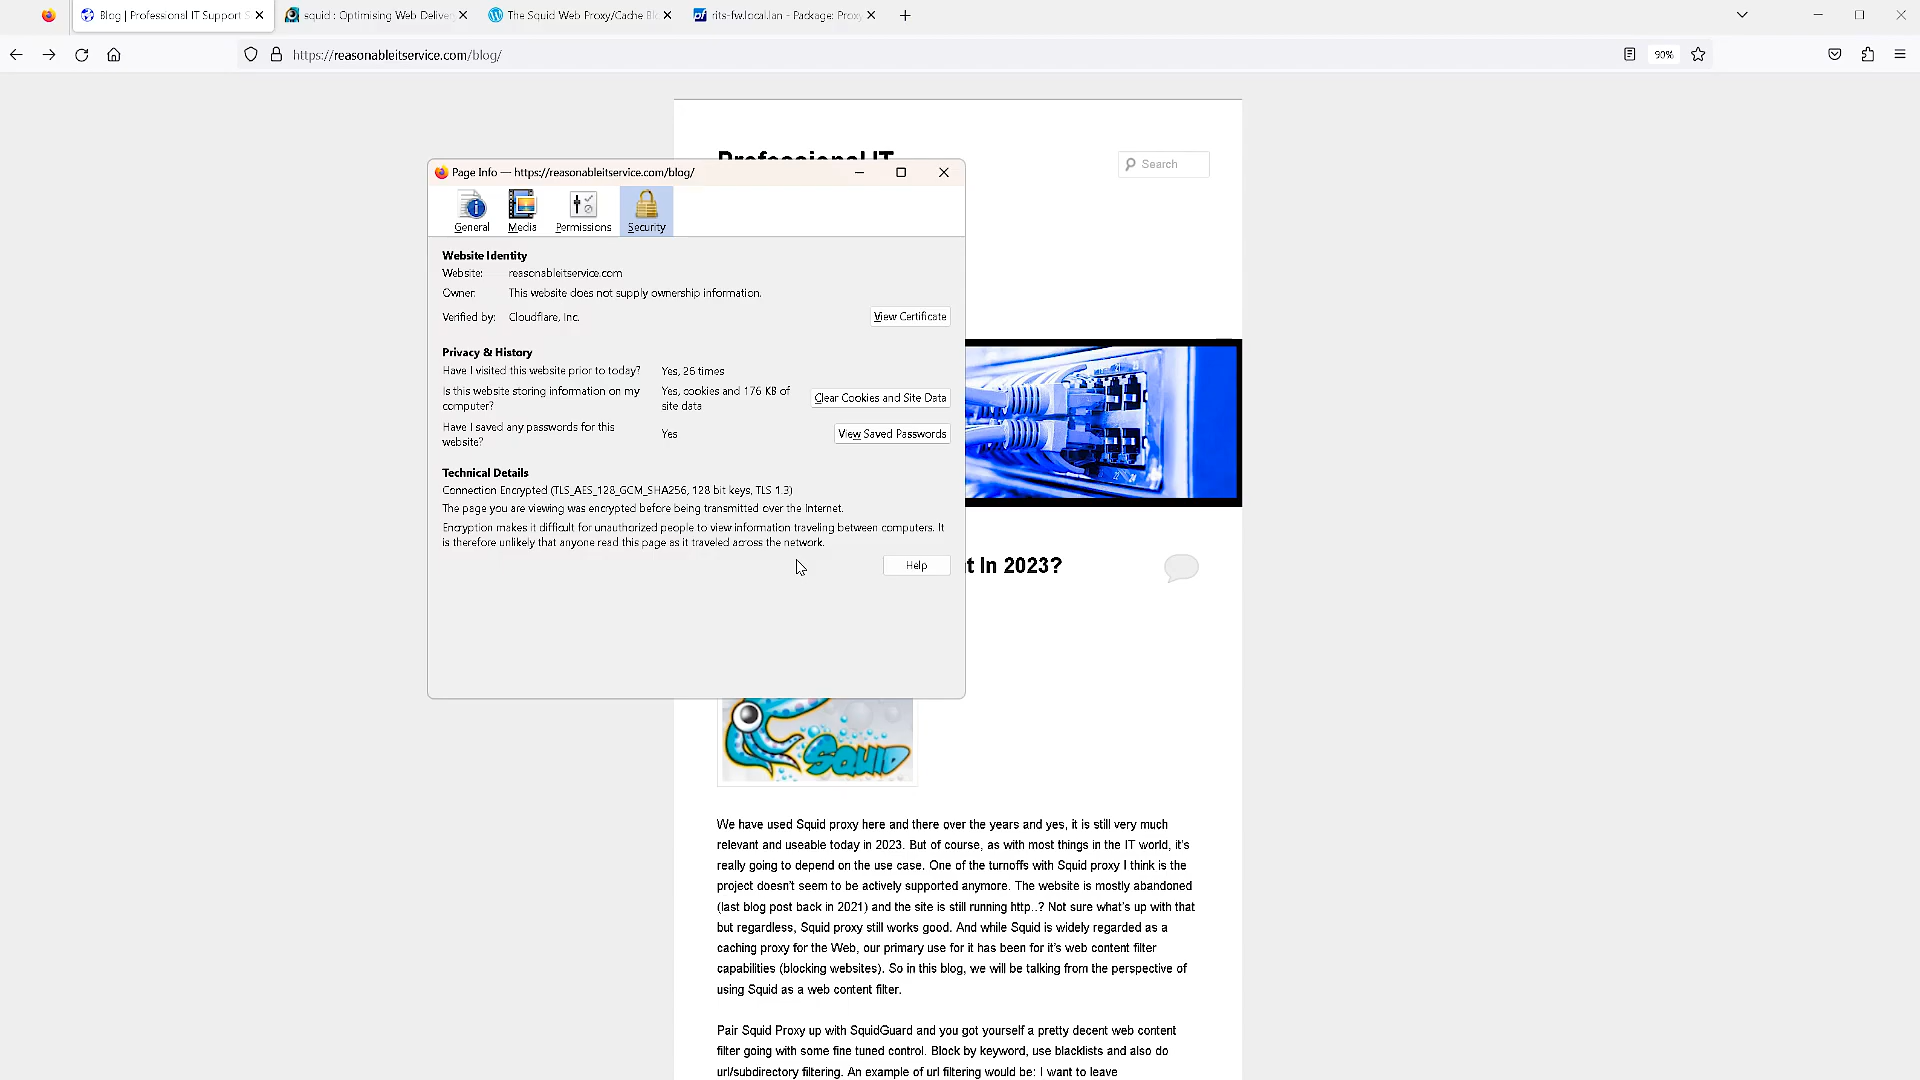 Blog | Professional IT Support S
squid : Optimising Web Deliver
The Squid Web Proxy/Cache Blo
rits-fw.local.lan - Package: Proxy
https://reasonableitservice.com/blog/
90%
Professional IT
Search
Page Info — https://reasonableitservice.com/blog/
General
Media
Permissions
Security
Website Identity
Website: reasonableitservice.com
Owner: This website does not supply ownership information.
Verified by: Cloudflare, Inc.
View Certificate
Privacy & History
Have I visited this website prior to today? Yes, 26 times
Is this website storing information on my computer? Yes, cookies and 176 KB of site data
Clear Cookies and Site Data
Have I saved any passwords for this website? Yes
View Saved Passwords
Technical Details
Connection Encrypted (TLS_AES_128_GCM_SHA256, 128 bit keys, TLS 1.3)
The page you are viewing was encrypted before being transmitted over the Internet.
Encryption makes it difficult for unauthorized people to view information traveling between computers. It
is therefore unlikely that anyone read this page as it traveled across the network.
Help
t In 2023?
SQUID
We have used Squid proxy here and there over the years and yes, it is still very much
relevant and useable today in 2023. But of course, as with most things in the IT world, it's
really going to depend on the use case. One of the turnoffs with Squid proxy I think is the
project doesn't seem to be actively supported anymore. The website is mostly abandoned
(last blog post back in 2021) and the site is still running http..? Not sure what's up with that
but regardless, Squid proxy still works good. And while Squid is widely regarded as a
caching proxy for the Web, our primary use for it has been for it's web content filter
capabilities (blocking websites). So in this blog, we will be talking from the perspective of
using Squid as a web content filter.
Pair Squid Proxy up with SquidGuard and you got yourself a pretty decent web content
filter going with some fine tuned control. Block by keyword, use blacklists and also do
url/subdirectory filtering. An example of url filtering would be: I want to leave